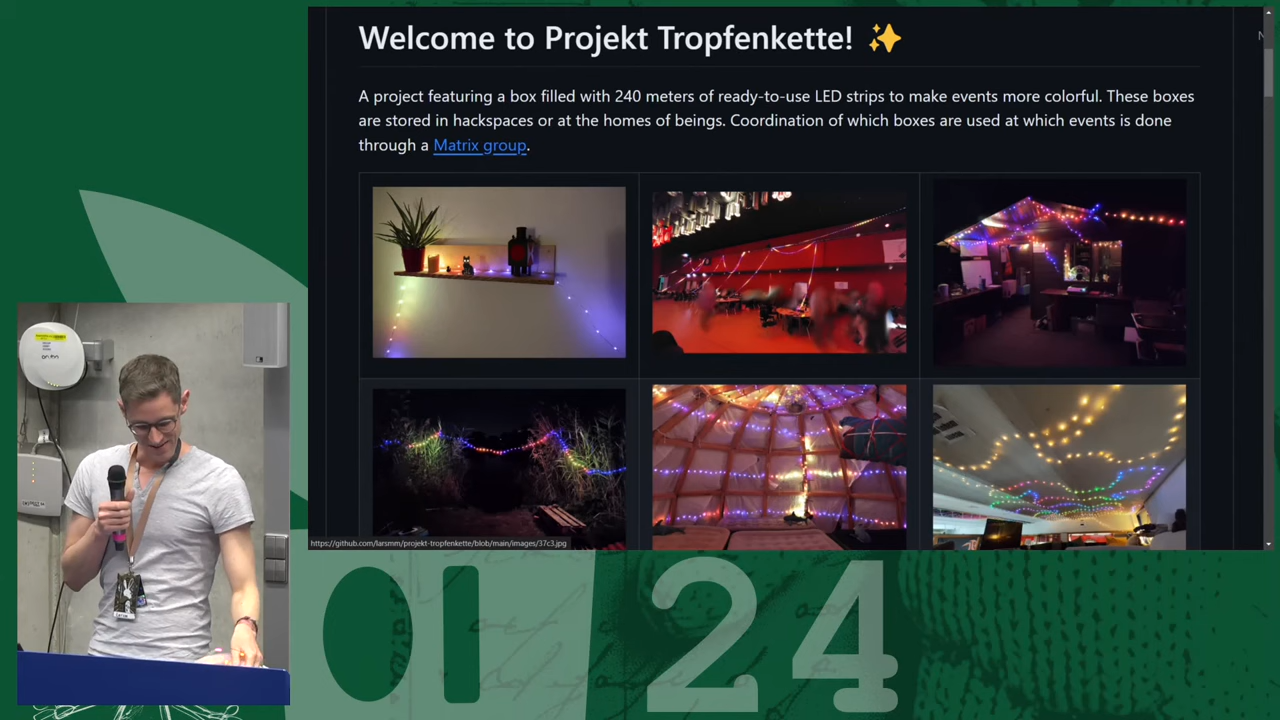 Welcome to Projekt Tropfenkette! ✨
A project featuring a box filled with 240 meters of ready-to-use LED strips to make events more colorful. These boxes
are stored in hackspaces or at the homes of beings. Coordination of which boxes are used at which events is done
through a Matrix group.
https://github.com/larsmm/projekt-tropfenkette/blob/main/images/37c3.jpg
24